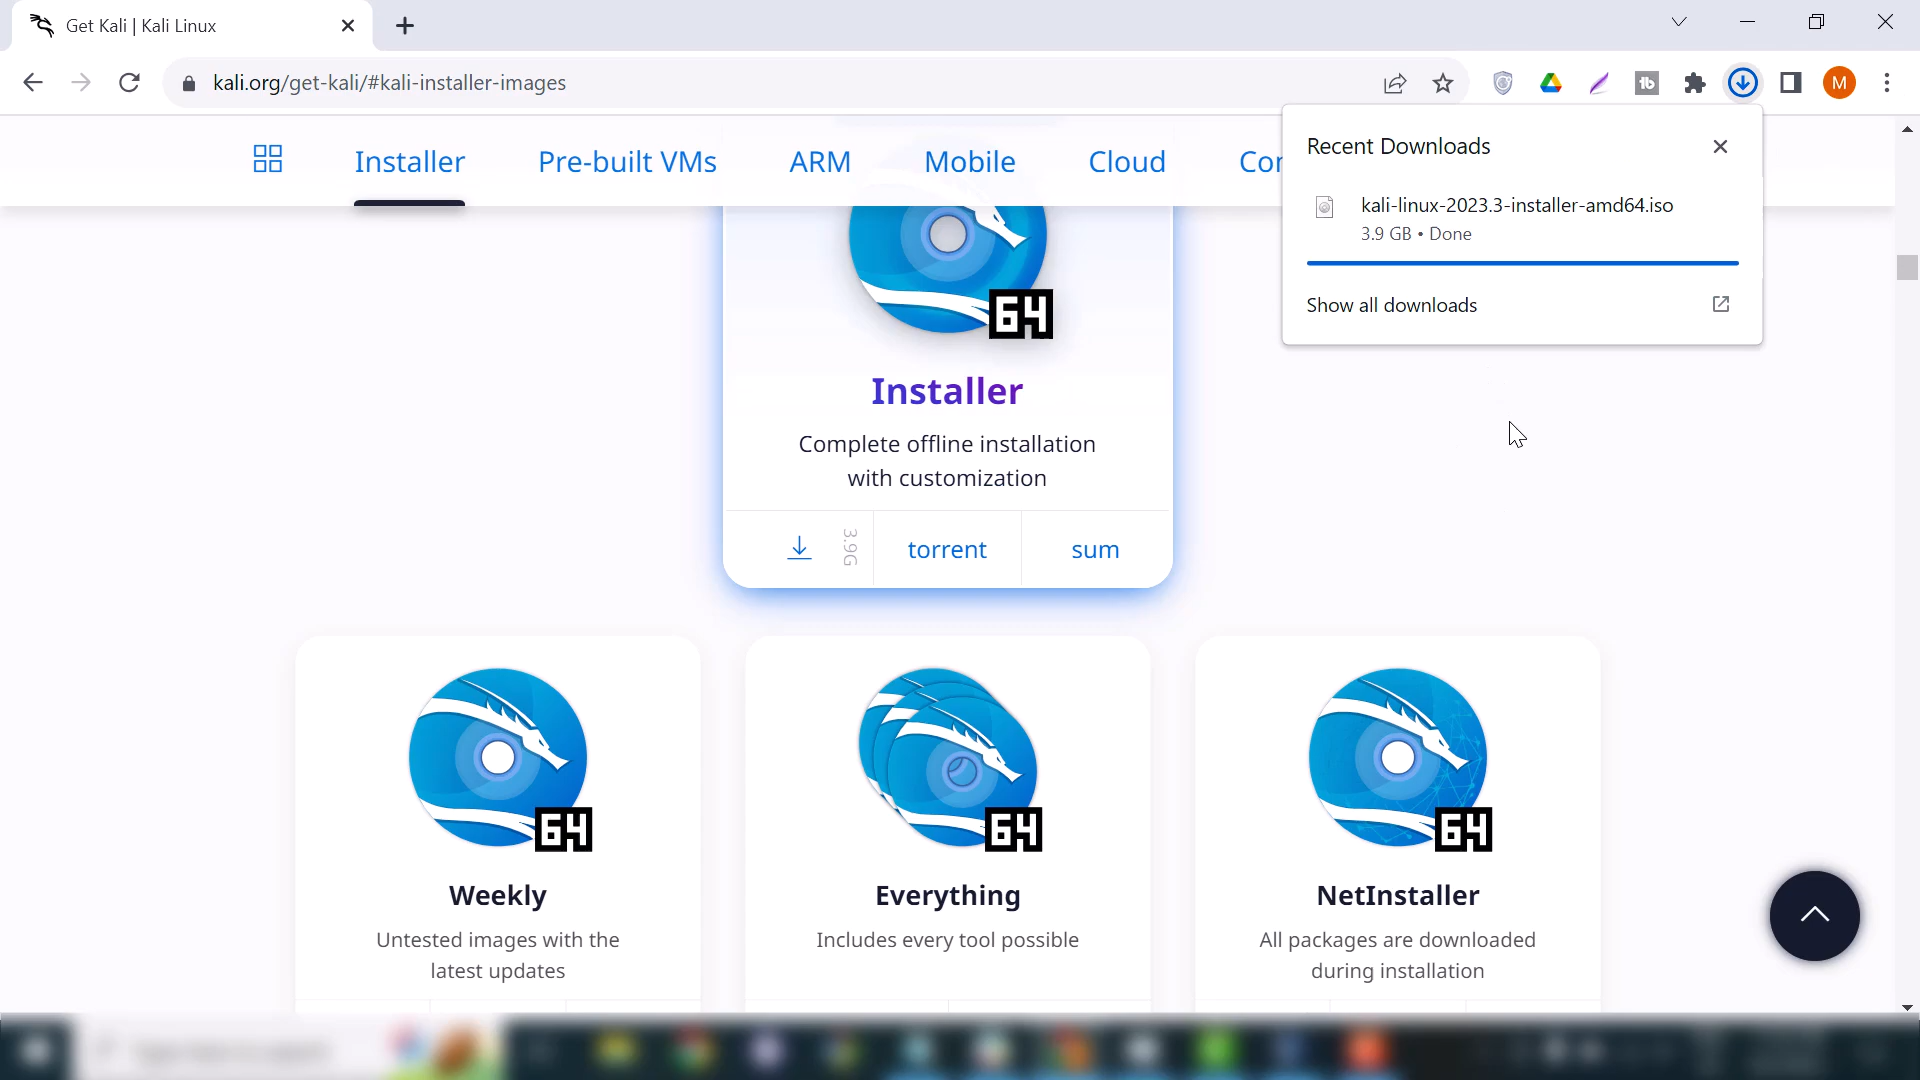 Get Kali | Kali Linux
kali.org/get-kali/#kali-installer-images
M
Installer
Pre-built VMs
ARM
Mobile
Cloud
Recent Downloads
kali-linux-2023.3-installer-amd64.iso
3.9 GB • Done
Show all downloads
64
Installer
Complete offline installation
with customization
3.9G
torrent
sum
64
64
64
Weekly
Everything
NetInstaller
Untested images with the
latest updates
Includes every tool possible
All packages are downloaded
during installation